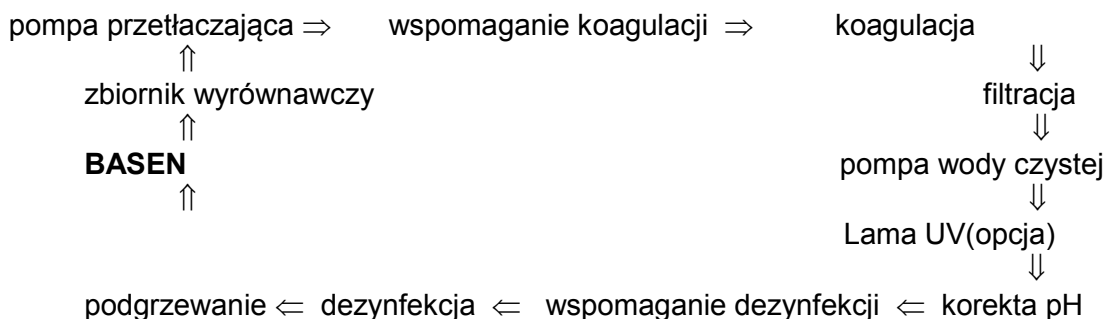 pompa przetłaczająca ⇒ wspomaganie koagulacji ⇒ koagulacja
⇑ ⇓
zbiornik wyrównawczy filtracja
⇑ ⇓
BASEN pompa wody czystej
⇑ ⇓
Lama UV(opcja)
⇓
podgrzewanie ⇐ dezynfekcja ⇐ wspomaganie dezynfekcji ⇐ korekta pH